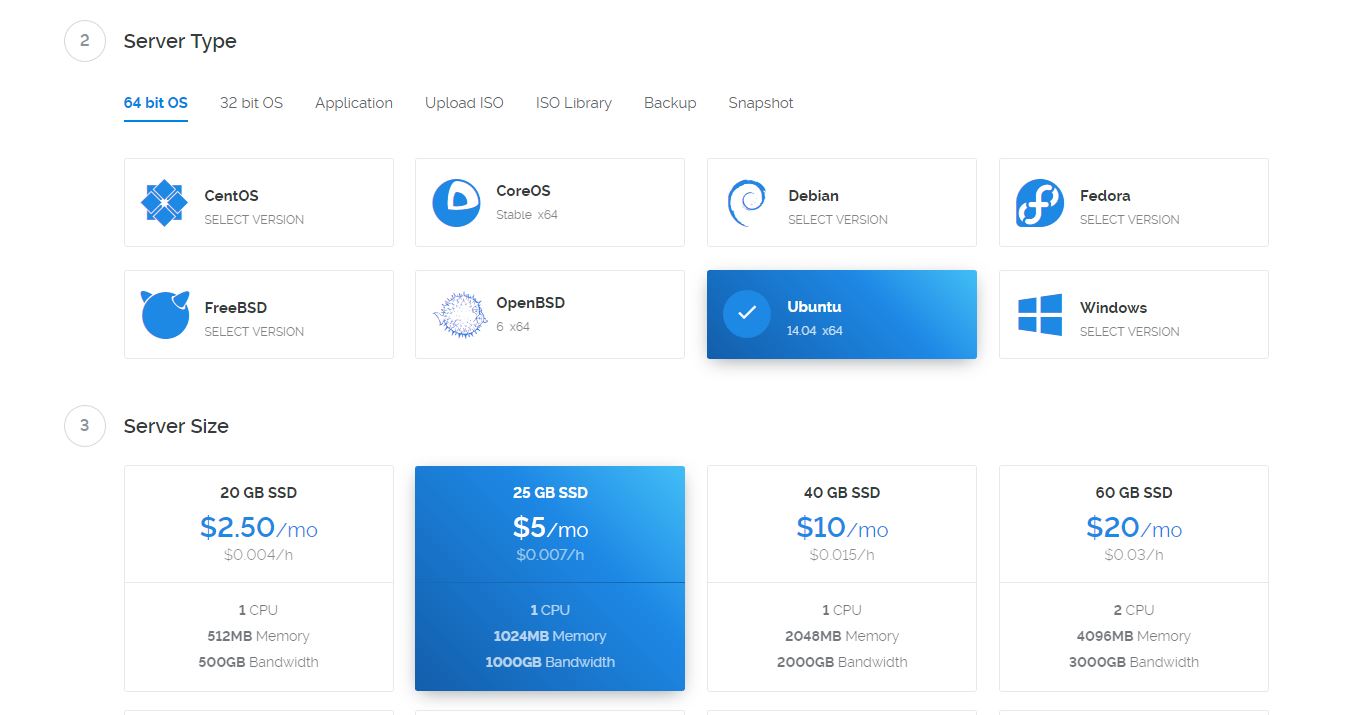 2
Server Type
64 bit OS
32 bit OS
Application
Upload ISO
ISO Library
Backup
Snapshot
CentOS
SELECT VERSION
CoreOS
Stable x64
Debian
SELECT VERSION
Fedora
SELECT VERSION
FreeBSD
SELECT VERSION
OpenBSD
6 x64
Ubuntu
14.04 x64
Windows
SELECT VERSION
3
Server Size
20 GB SSD
$2.50/mo
$0.004/h
1 CPU
512MB Memory
500GB Bandwidth
25 GB SSD
$5/mo
$0.007/h
1 CPU
1024MB Memory
1000GB Bandwidth
40 GB SSD
$10/mo
$0.015/h
1 CPU
2048MB Memory
2000GB Bandwidth
60 GB SSD
$20/mo
$0.03/h
2 CPU
4096MB Memory
3000GB Bandwidth